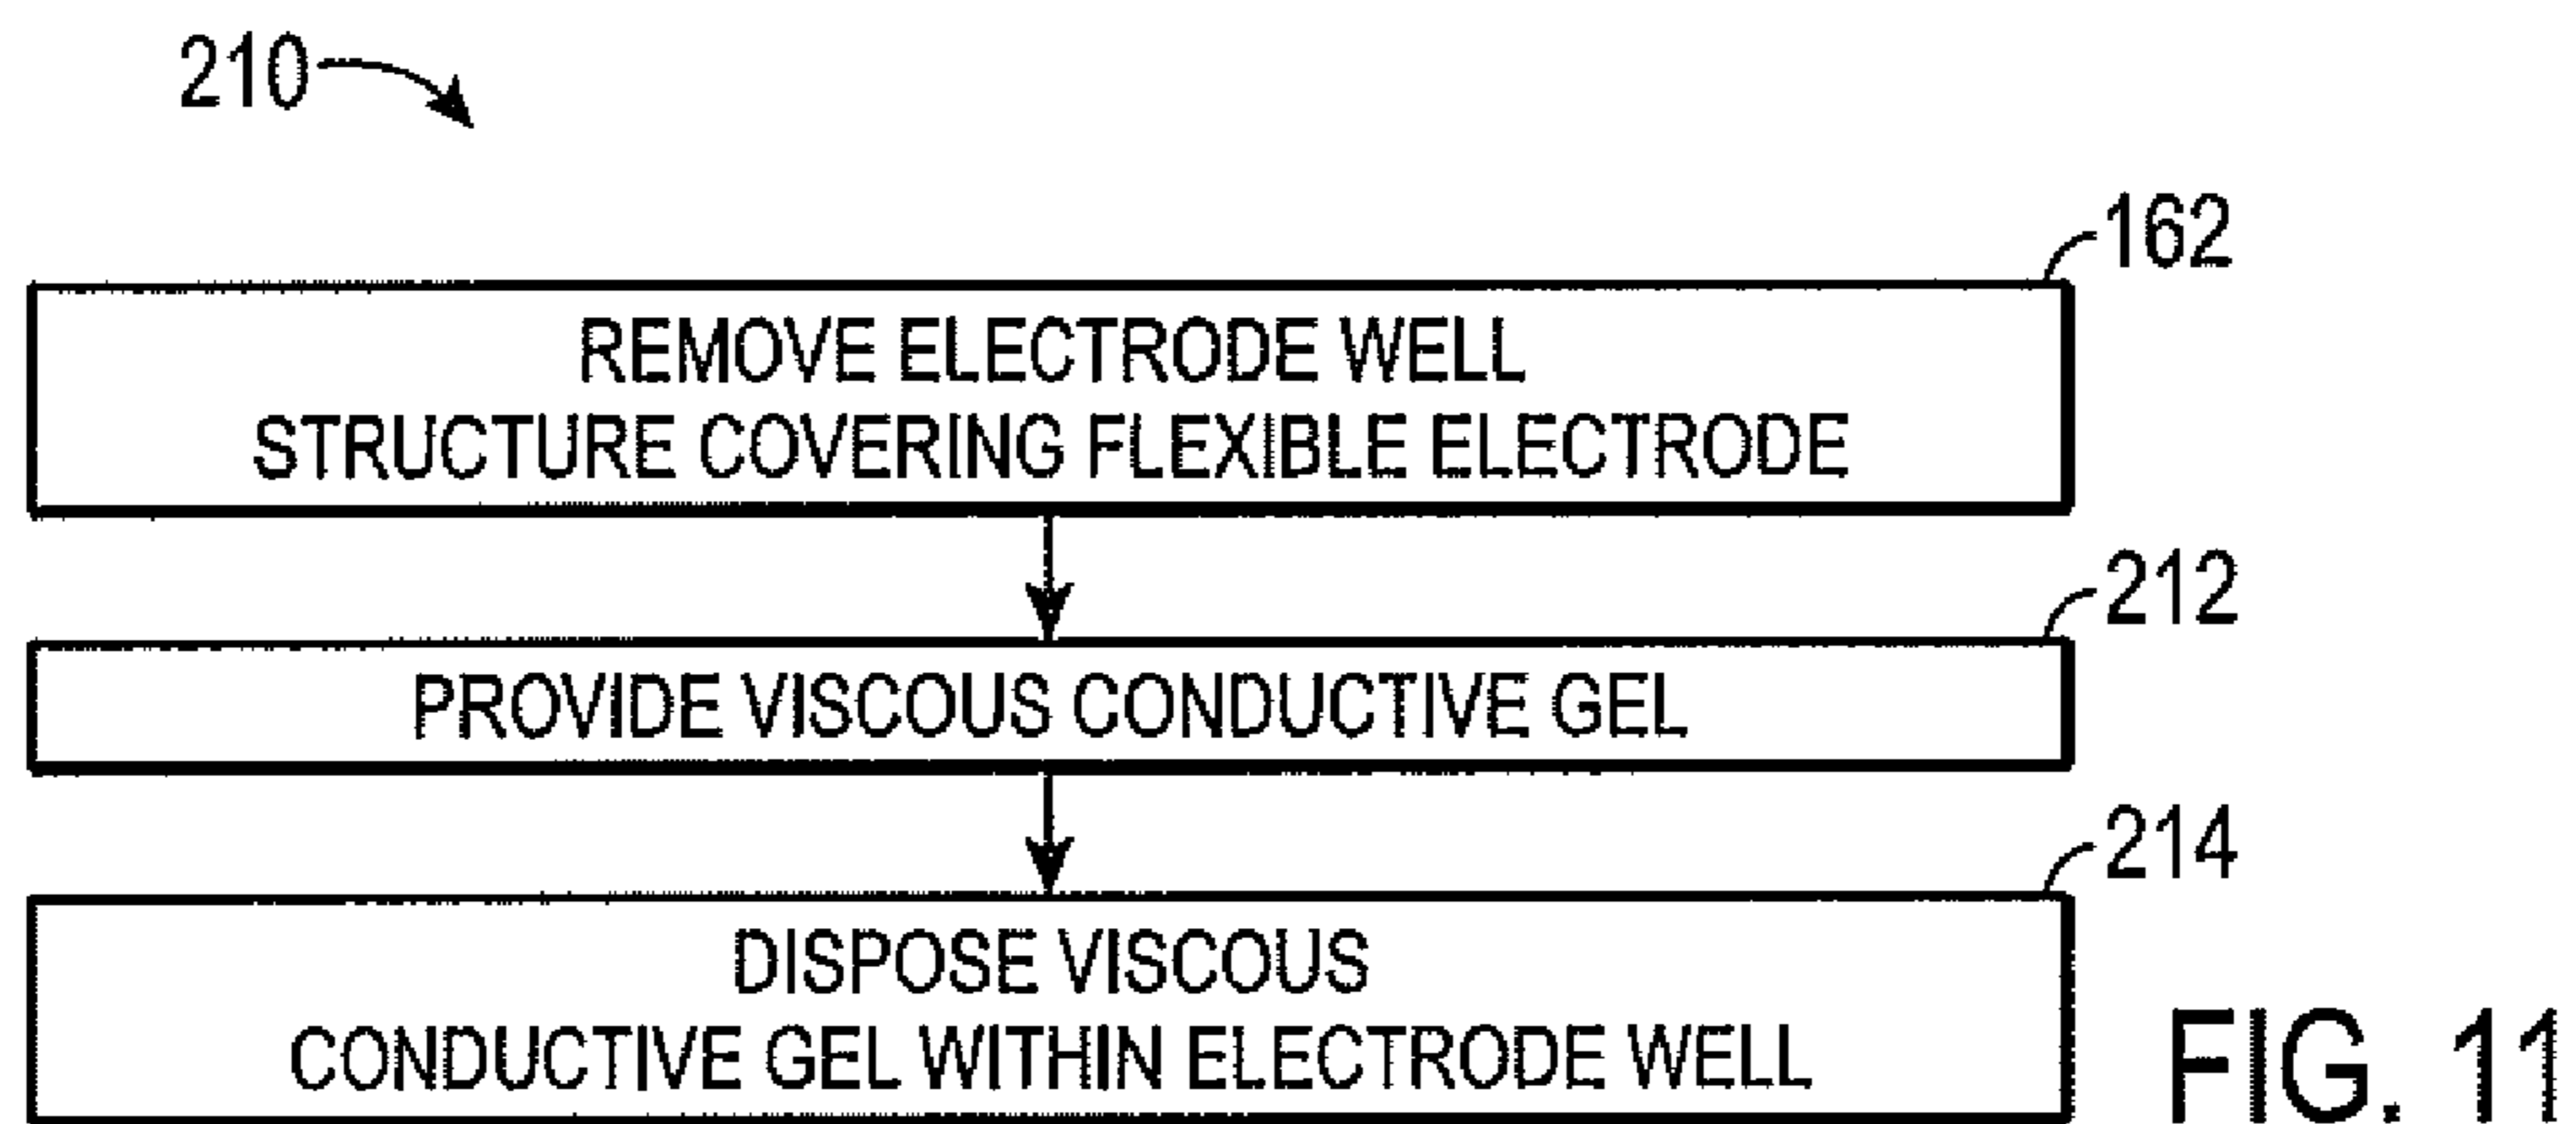 210
162
REMOVE ELECTRODE WELL
STRUCTURE COVERING FLEXIBLE ELECTRODE
212
PROVIDE VISCOUS CONDUCTIVE GEL
214
DISPOSE VISCOUS
CONDUCTIVE GEL WITHIN ELECTRODE WELL
FIG. 11